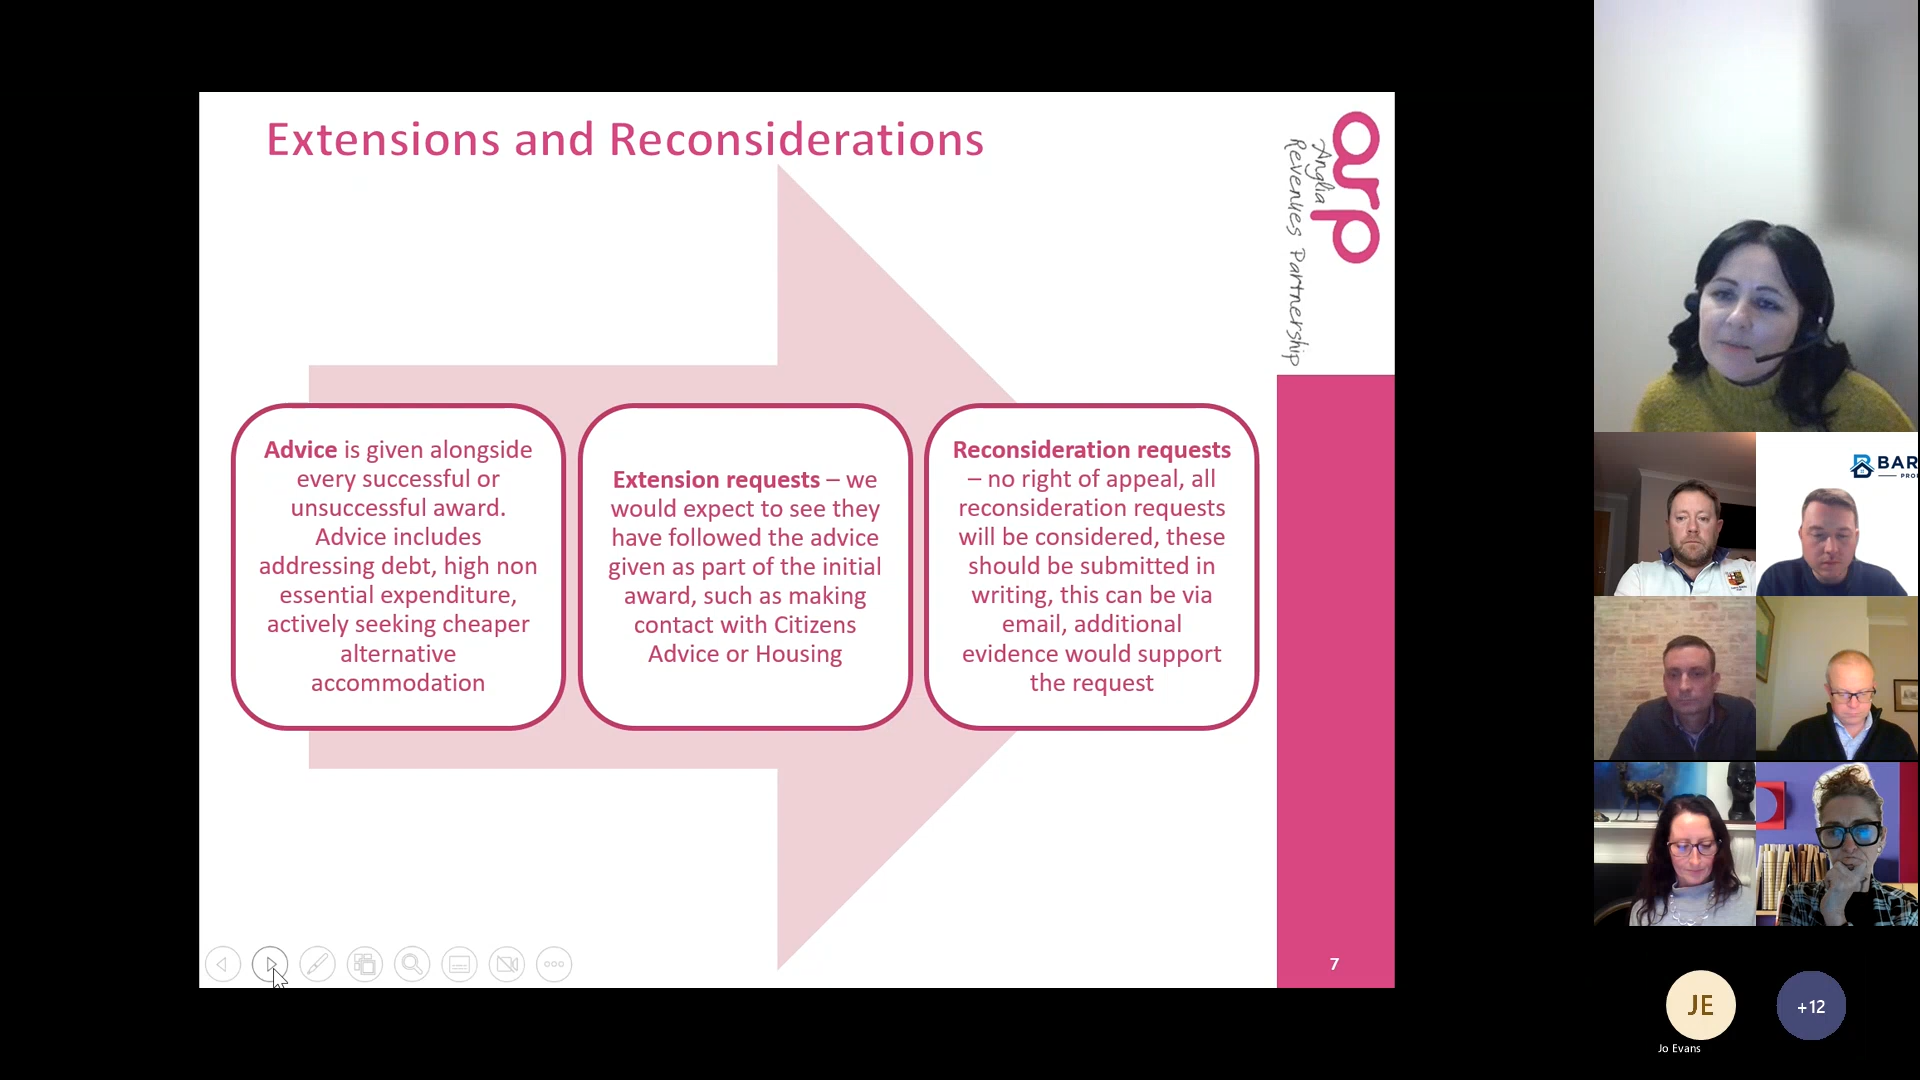 Extensions and Reconsiderations
arp
Anglia
Revenues Partnership
Advice is given alongside
every successful or
unsuccessful award.
Advice includes
addressing debt, high non
essential expenditure,
actively seeking cheaper
alternative
accommodation
Extension requests – we
would expect to see they
have followed the advice
given as part of the initial
award, such as making
contact with Citizens
Advice or Housing
Reconsideration requests
– no right of appeal, all
reconsideration requests
will be considered, these
should be submitted in
writing, this can be via
email, additional
evidence would support
the request
7
BAR
PRO
JE
+12
Jo Evans